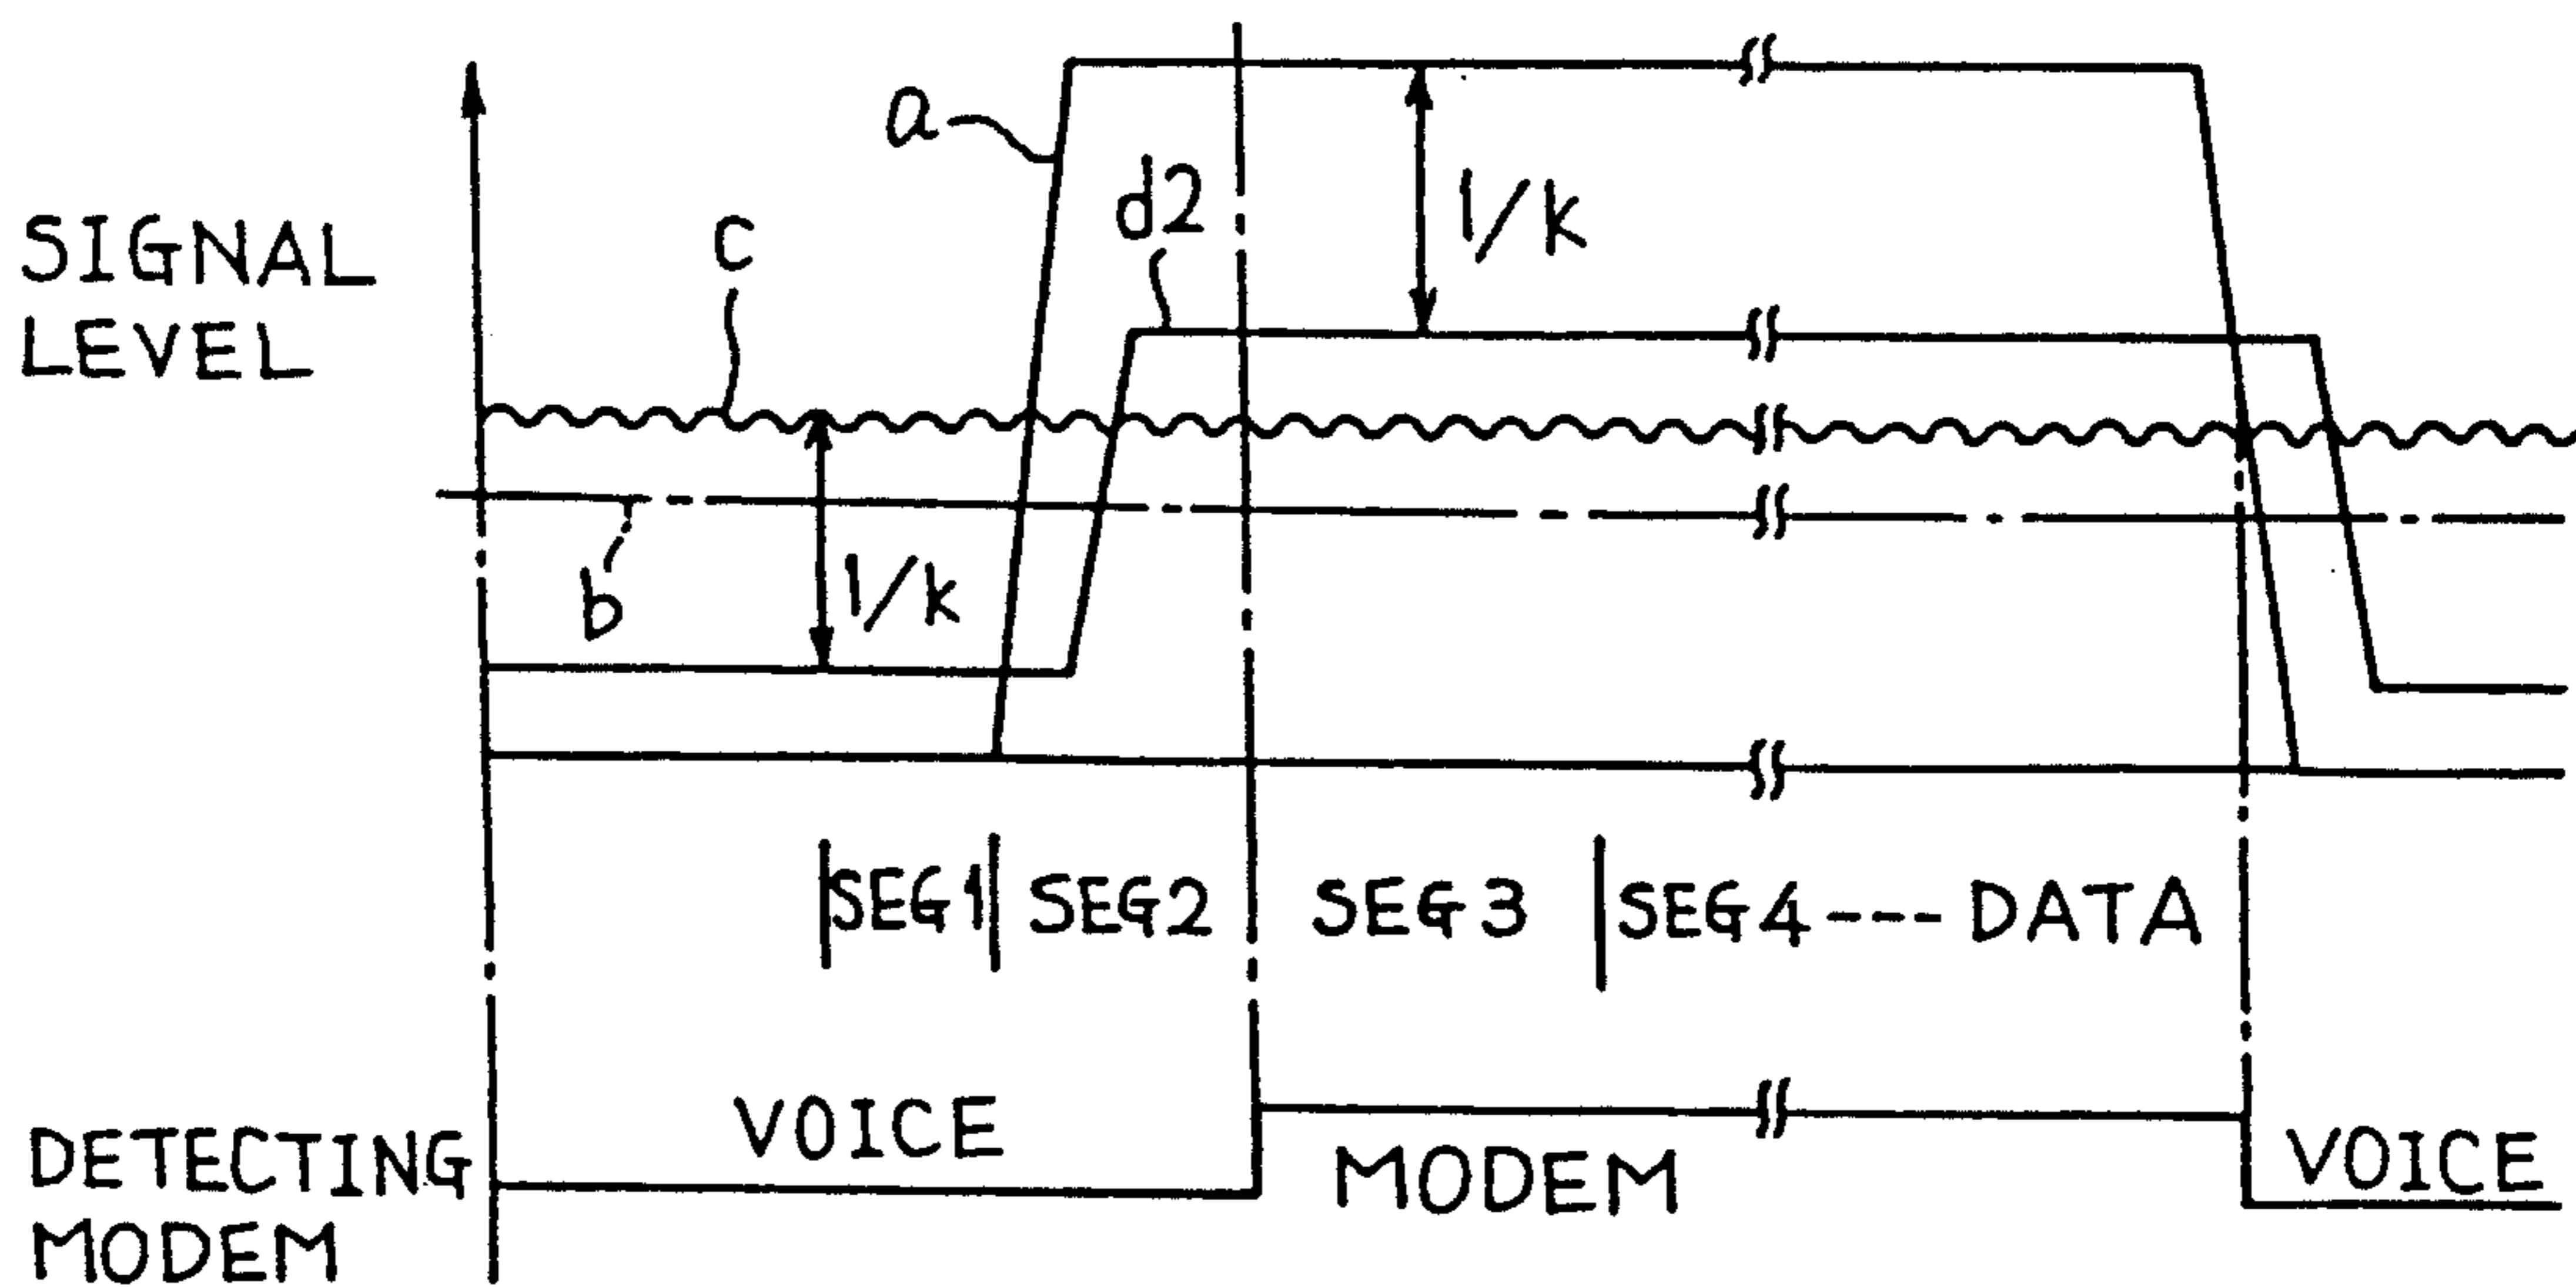 a
d2
1/k
SIGNAL
LEVEL
c
b
1/k
SEG1 SEG2 SEG3 SEG4 ---- DATA
VOICE
MODEM
VOICE
DETECTING
MODEM